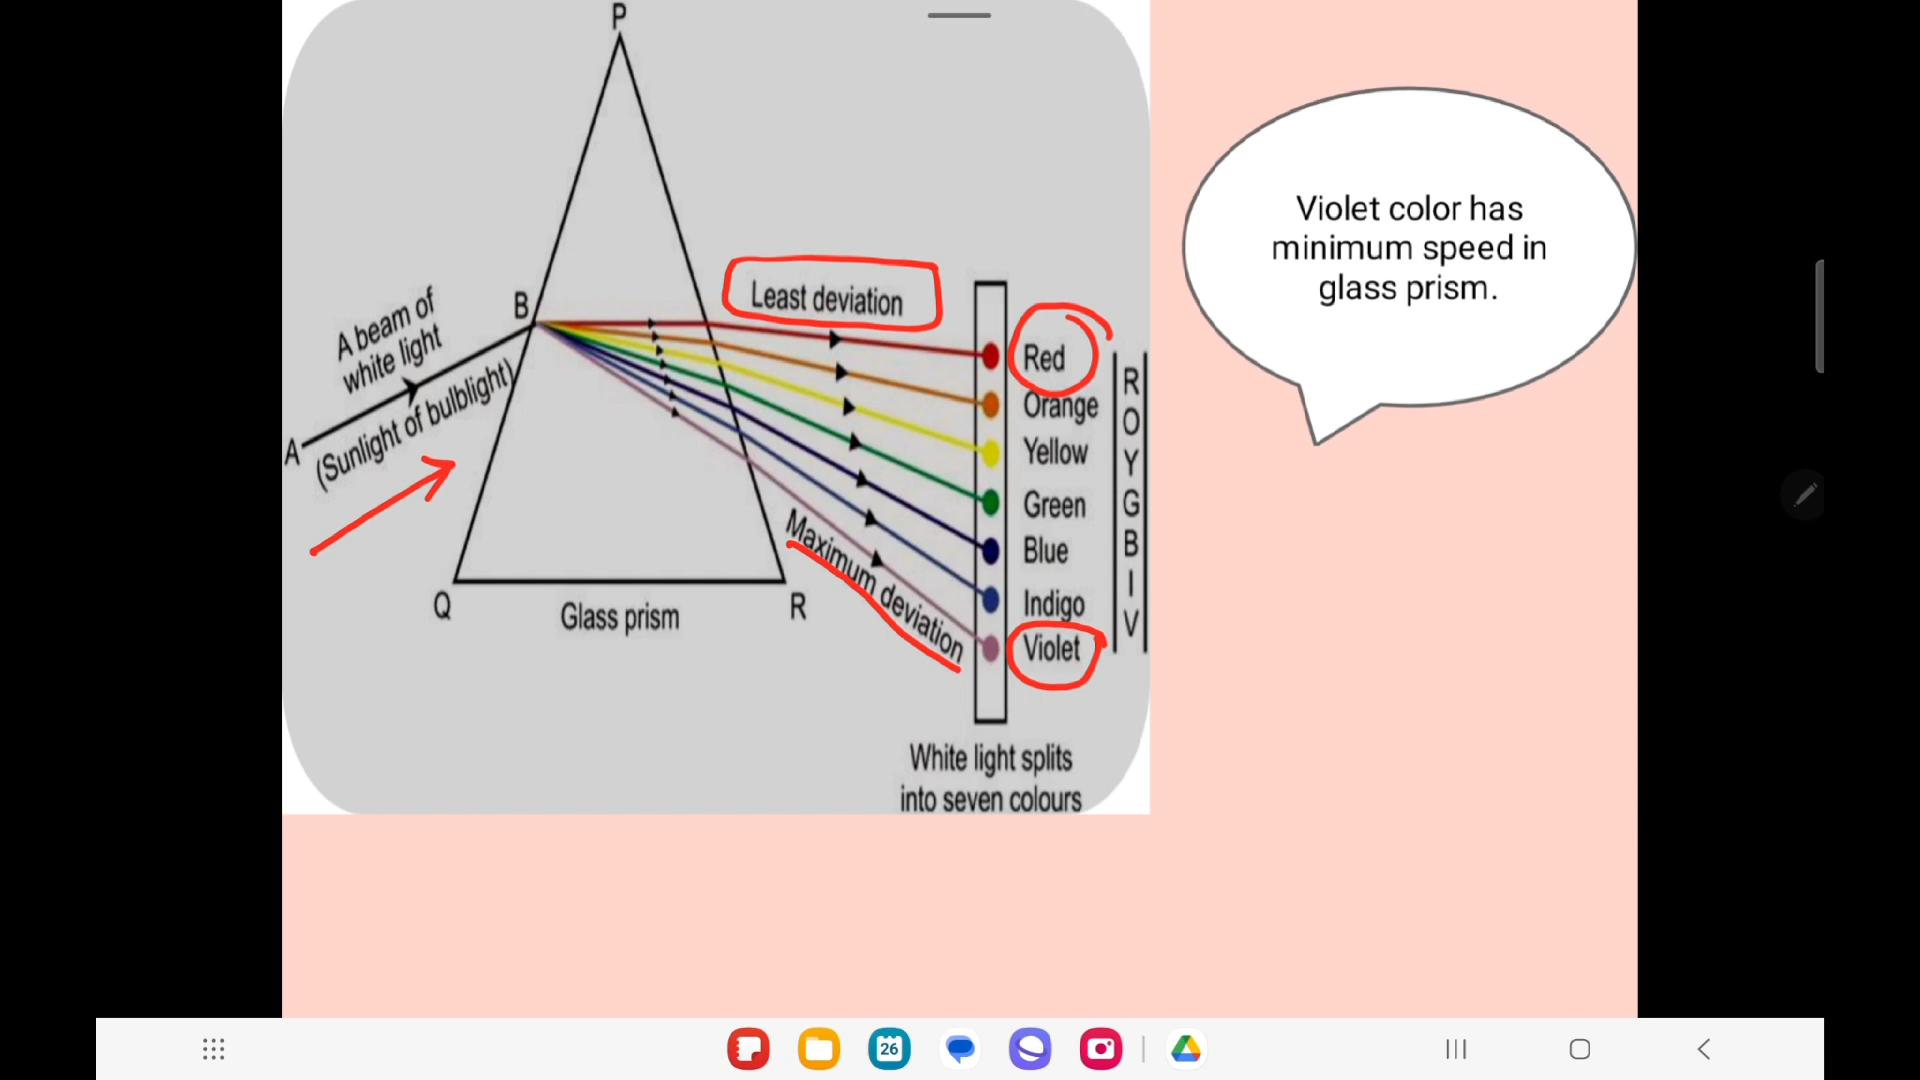 P
B
Least deviation
A beam of
white light
A
(Sunlight of bulblight)
Red
Orange
Yellow
Green
Blue
Indigo
Violet
R
O
Y
G
B
I
V
Maximum deviation
Q
Glass prism
R
White light splits
into seven colours
Violet color has
minimum speed in
glass prism.
26